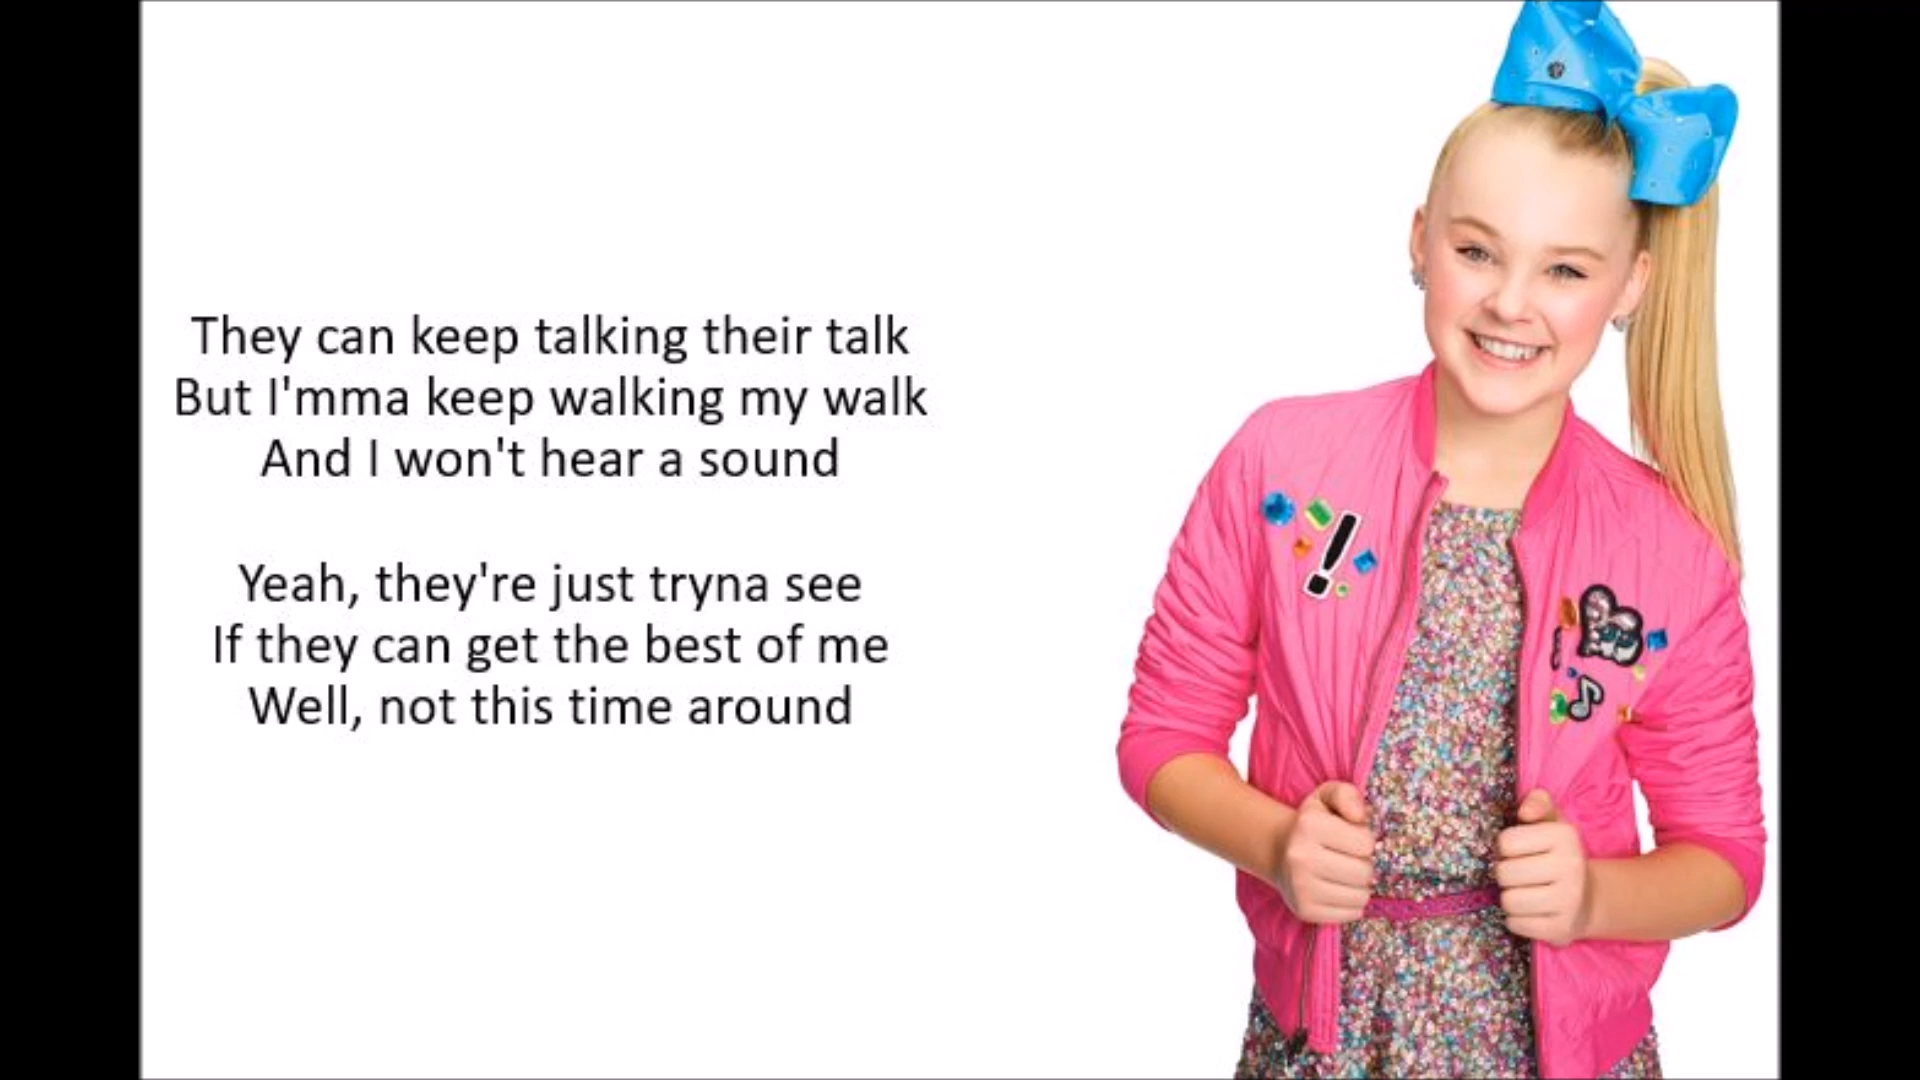 They can keep talking their talk
But I'mma keep walking my walk
And I won't hear a sound
Yeah, they're just tryna see
If they can get the best of me
Well, not this time around